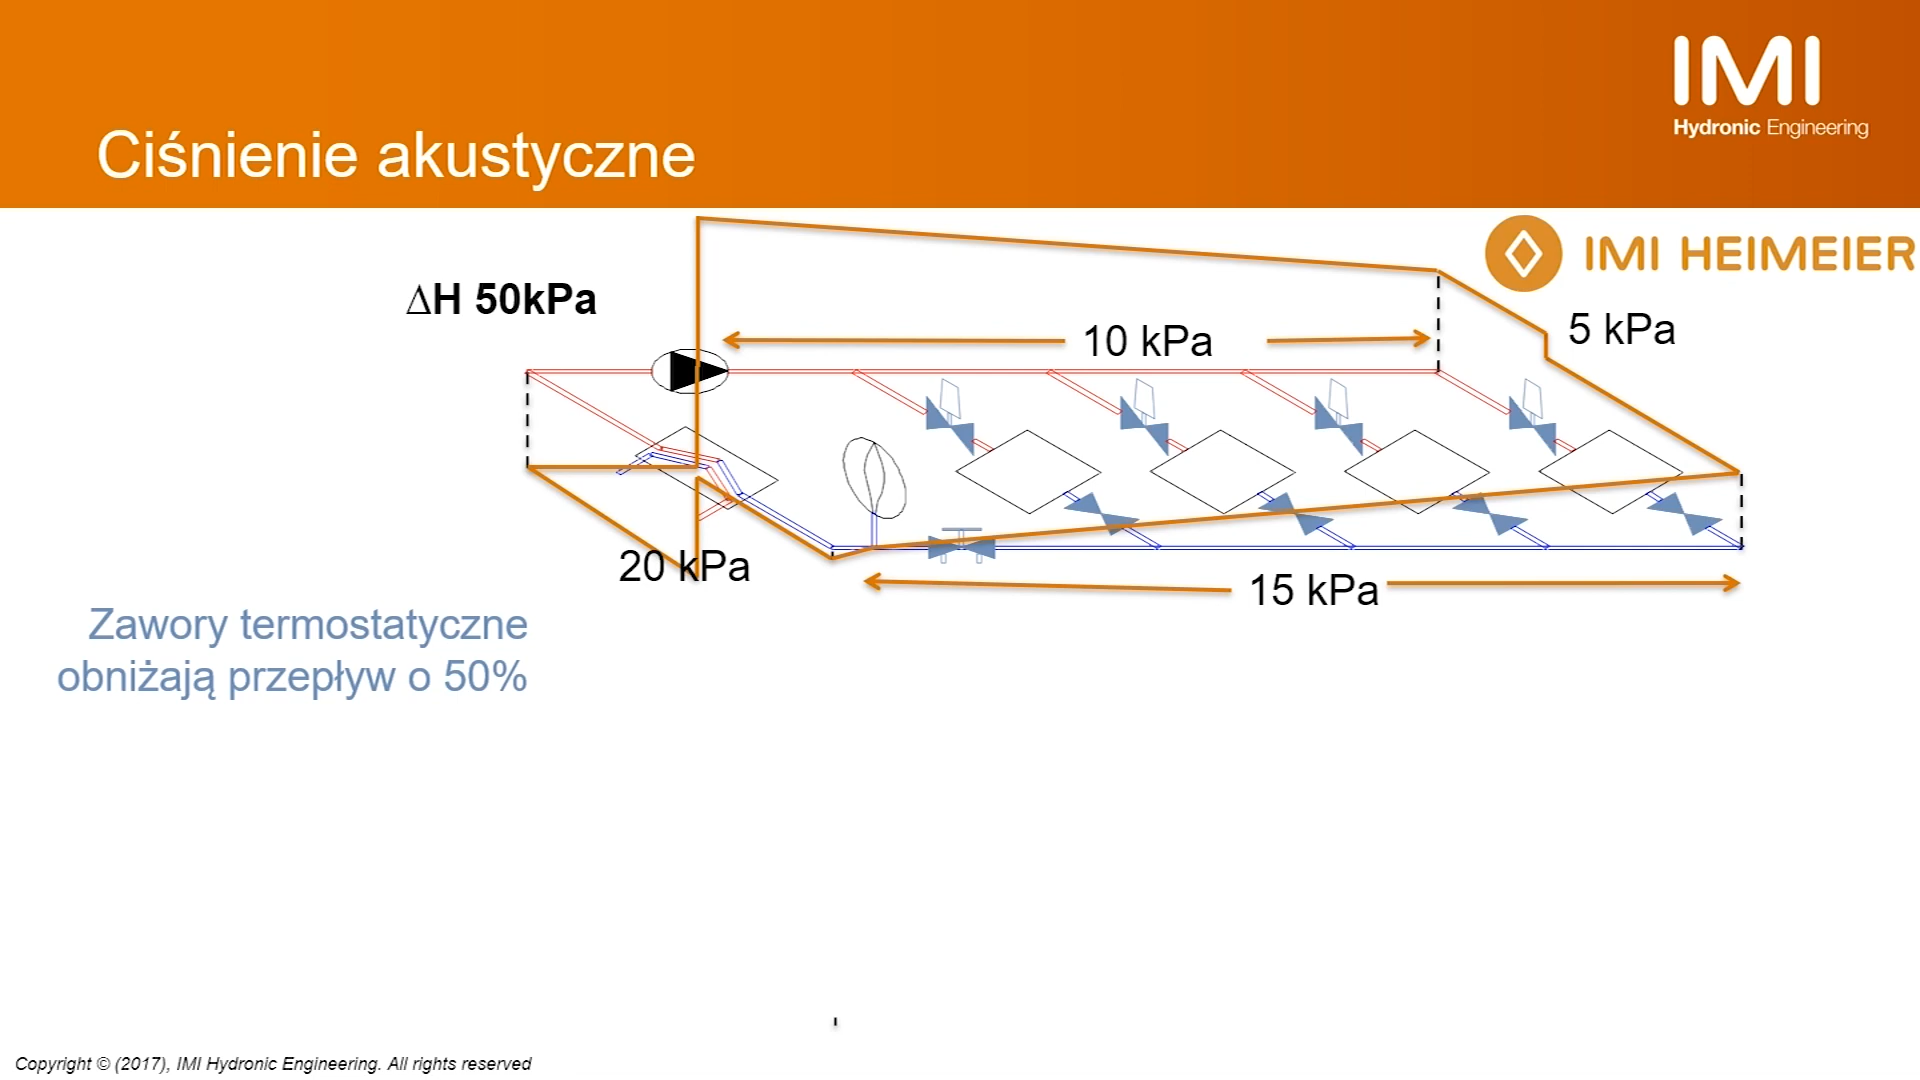 IMI
Hydronic Engineering
Ciśnienie akustyczne
IMI HEIMEIER
∆H 50kPa
10 kPa
5 kPa
20 kPa
15 kPa
Zawory termostatyczne
obniżają przepływ o 50%
Copyright © (2017), IMI Hydronic Engineering. All rights reserved